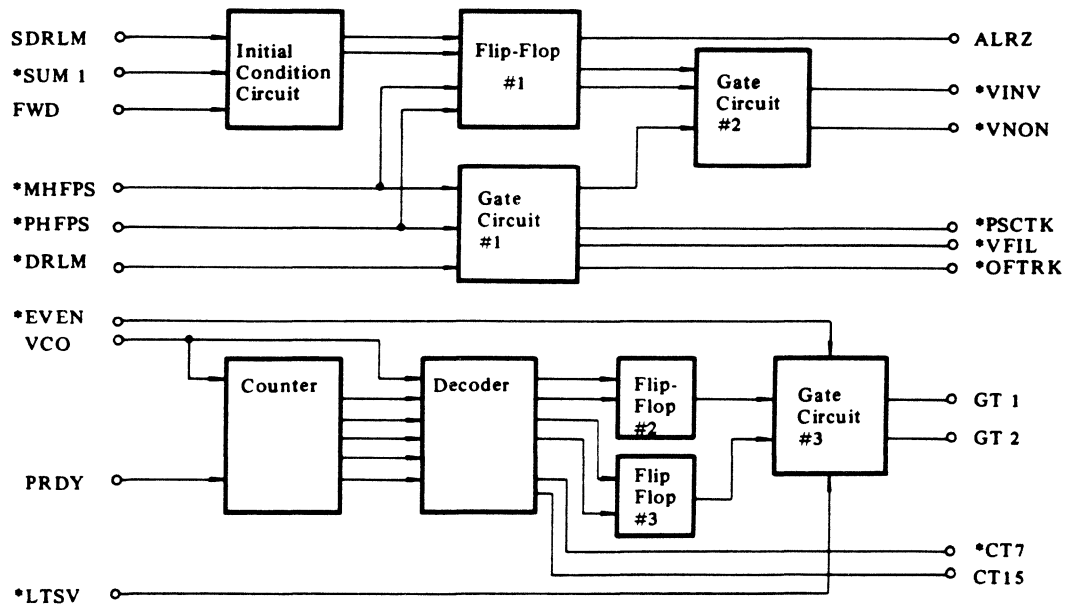 SDRLM
*SUM 1
FWD
Initial
Condition
Circuit
Flip-Flop
#1
Gate
Circuit
#2
ALRZ
*VINV
*VNON
*MHFPS
*PHFPS
*DRLM
Gate
Circuit
#1
*PSCTK
*VFIL
*OFTRK
*EVEN
VCO
PRDY
*LTSV
Counter
Decoder
Flip-
Flop
#2
Flip
Flop
#3
Gate
Circuit
#3
GT 1
GT 2
*CT7
CT15